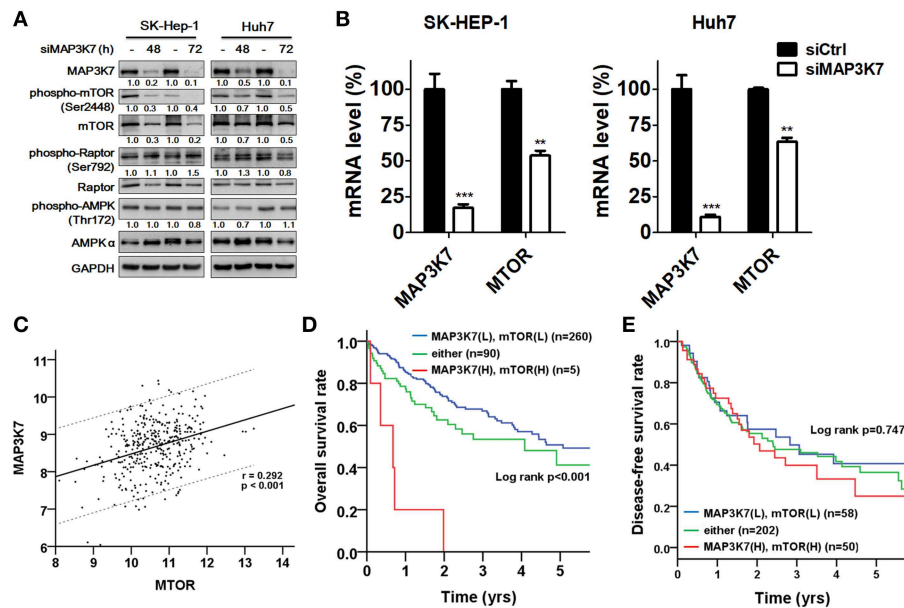 A
SK-Hep-1 Huh7
siMAP3K7 (h) - 48 - 72 - 48 - 72
MAP3K7
1.0 0.2 1.0 0.1 1.0 0.5 1.0 0.1
phospho-mTOR
(Ser2448)
1.0 0.3 1.0 0.4 1.0 0.7 1.0 0.5
mTOR
1.0 0.3 1.0 0.2 1.0 0.7 1.0 0.5
phospho-Raptor
(Ser792)
1.0 1.1 1.0 1.5 1.0 1.3 1.0 0.8
Raptor
phospho-AMPK
(Thr172)
1.0 1.0 1.0 0.8 1.0 0.7 1.0 1.1
AMPKα
GAPDH
B
SK-HEP-1
mRNA level (%)
125
100
75
50
25
0
***
**
MAP3K7
MTOR
Huh7
siCtrl
siMAP3K7
mRNA level (%)
125
100
75
50
25
0
***
**
MAP3K7
MTOR
C
MAP3K7
11
10
9
8
7
6
r = 0.292
p < 0.001
8 9 10 11 12 13 14
MTOR
D
MAP3K7(L), mTOR(L) (n=260)
either (n=90)
MAP3K7(H), mTOR(H) (n=5)
Overall survival rate
1.0
0.8
0.6
0.4
0.2
0.0
Log rank p<0.001
0 1 2 3 4 5
Time (yrs)
E
Disease-free survival rate
1.0
0.8
0.6
0.4
0.2
0.0
Log rank p=0.747
MAP3K7(L), mTOR(L) (n=58)
either (n=202)
MAP3K7(H), mTOR(H) (n=50)
0 1 2 3 4 5
Time (yrs)